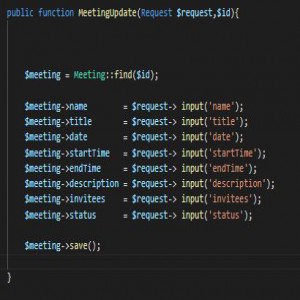 public function MeetingUpdate(Request $request,$id){
$meeting = Meeting::find($id);
$meeting->name = $request-> input('name');
$meeting->title = $request-> input('title');
$meeting->date = $request-> input('date');
$meeting->startTime = $request-> input('startTime');
$meeting->endTime = $request-> input('endTime');
$meeting->description = $request-> input('description');
$meeting->invitees = $request-> input('invitees');
$meeting->status = $request-> input('status');
$meeting->save();
}